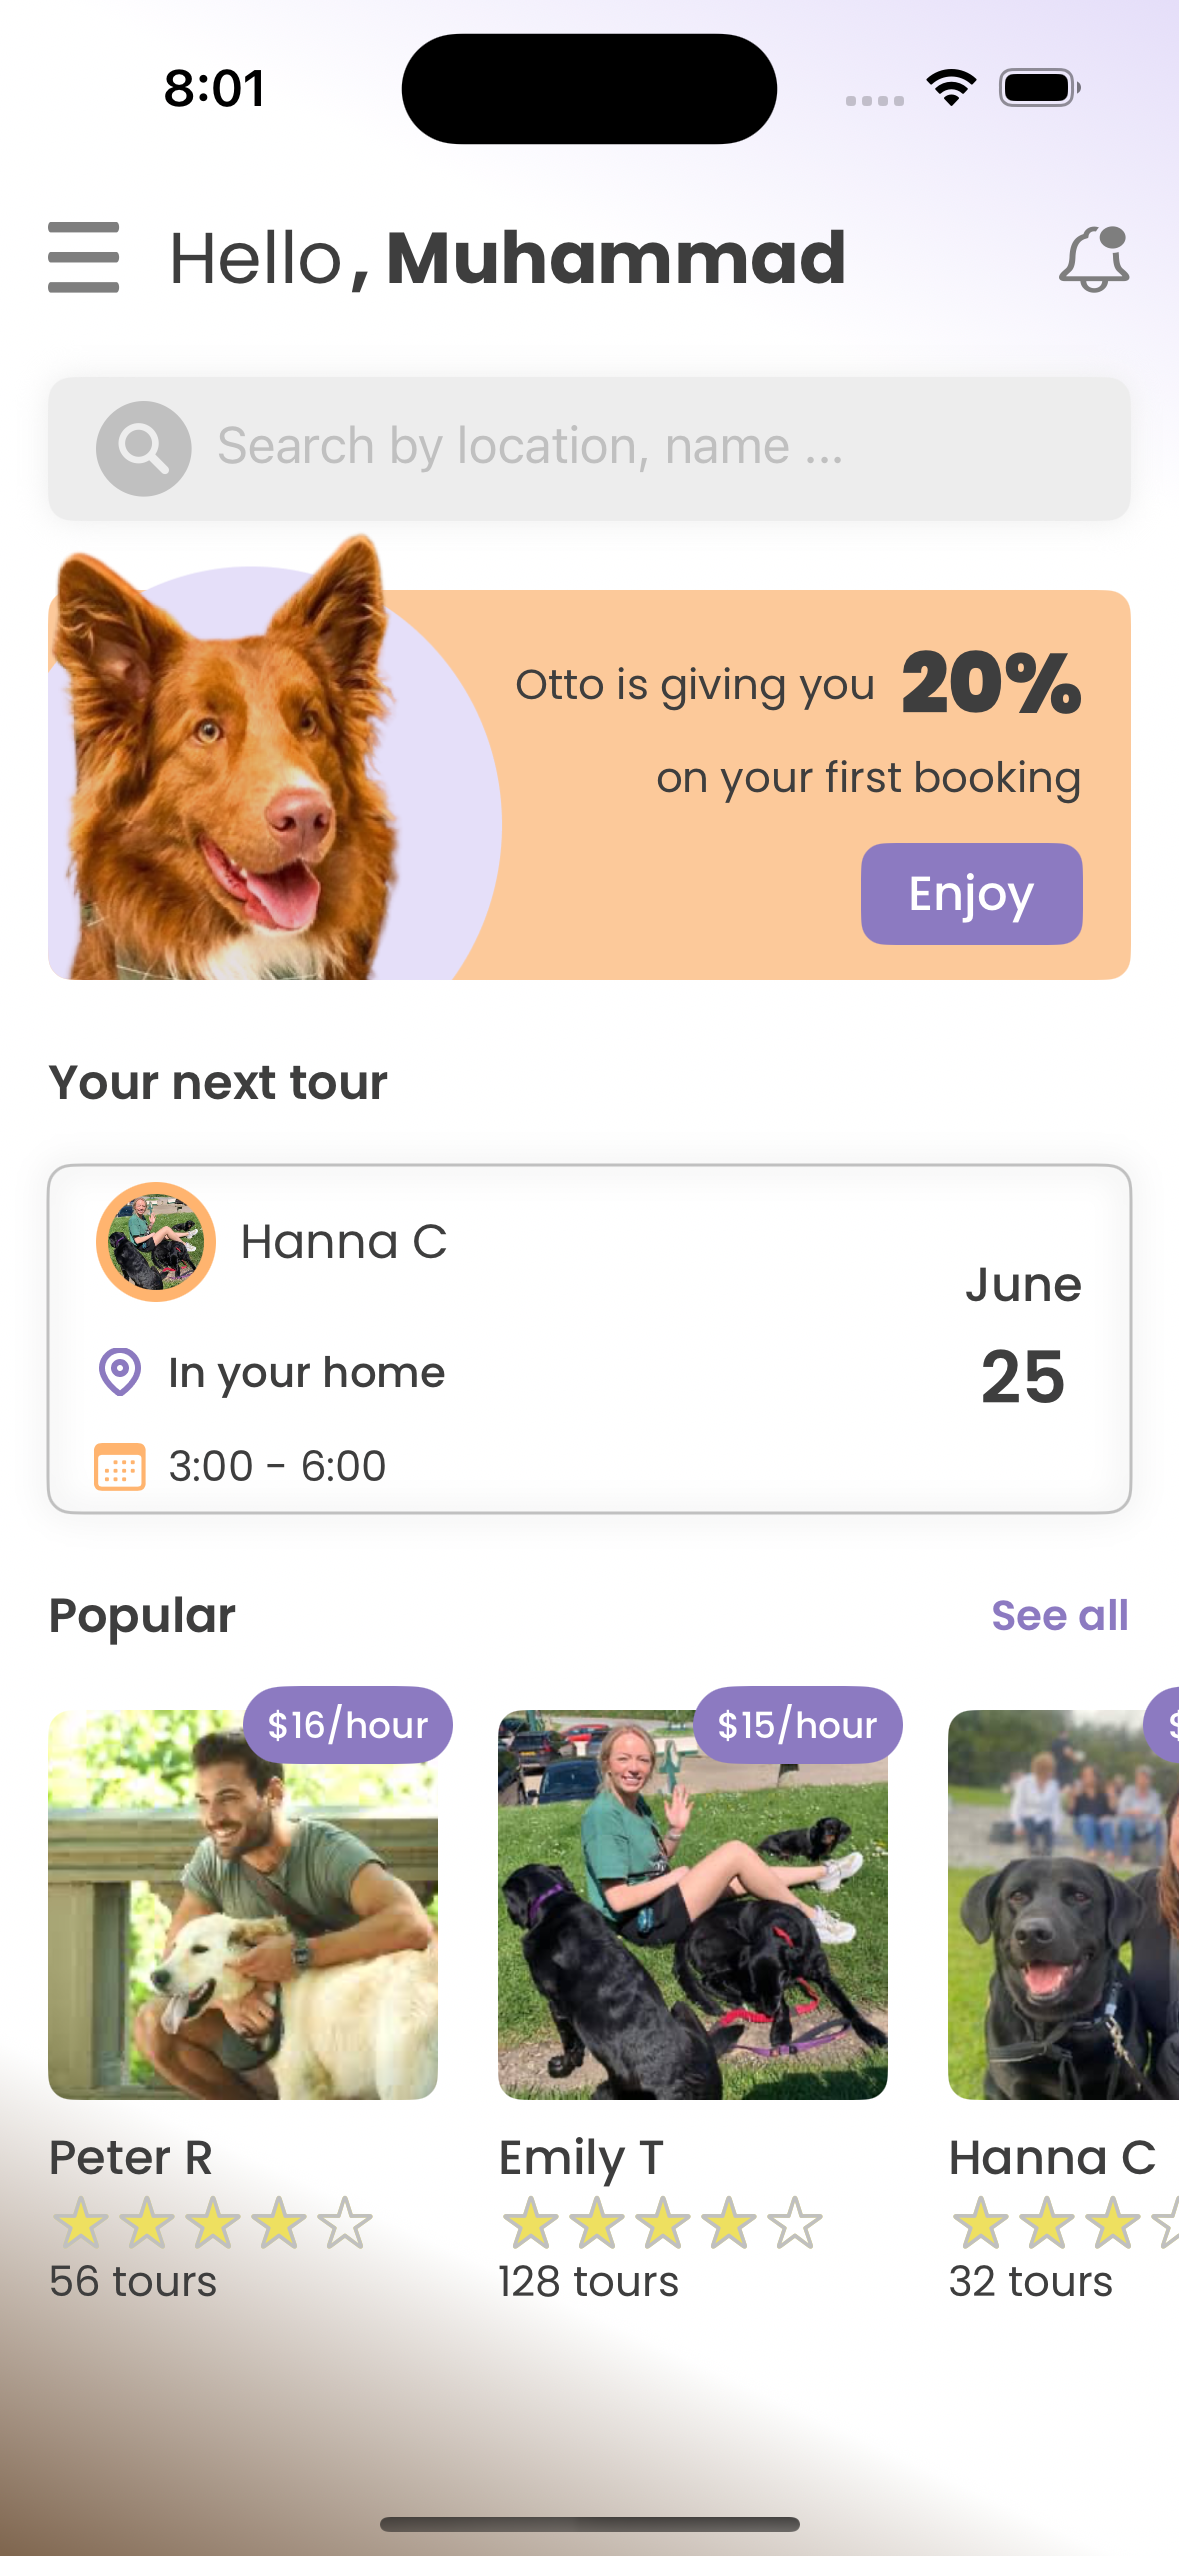 8:01
Hello, Muhammad
Search by location, name ...
Otto is giving you 20%
on your first booking
Enjoy
Your next tour
Hanna C
June
In your home
25
3:00 - 6:00
Popular
See all
$16/hour
$15/hour
$
Peter R
Emily T
Hanna C
56 tours
128 tours
32 tours